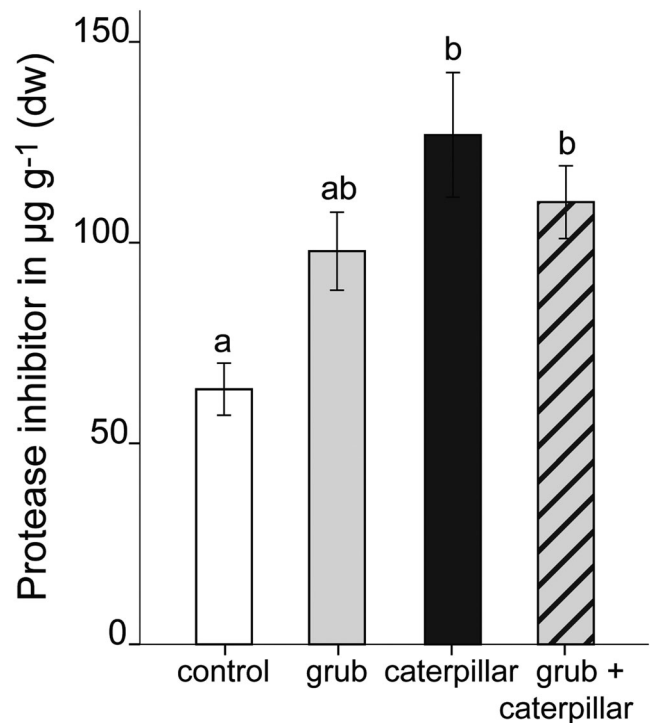 Protease inhibitor in µg g⁻¹ (dw)
150
100
50
0
a
ab
b
b
control
grub
caterpillar
grub +
caterpillar